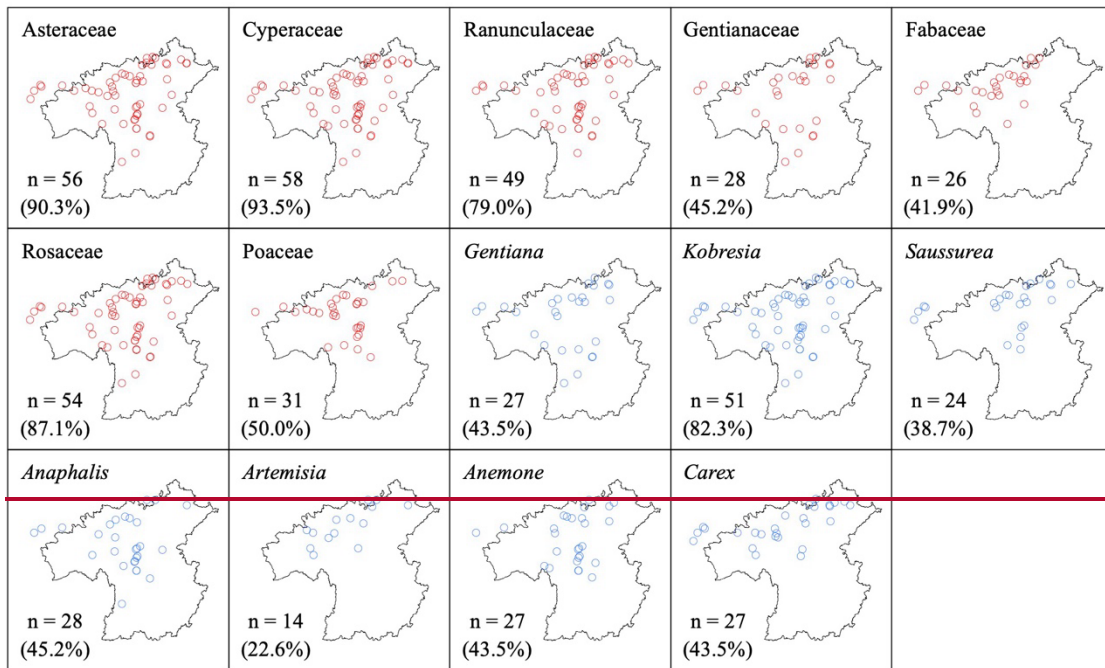 Asteraceae
n = 56
(90.3%)
Cyperaceae
n = 58
(93.5%)
Ranunculaceae
n = 49
(79.0%)
Gentianaceae
n = 28
(45.2%)
Fabaceae
n = 26
(41.9%)
Rosaceae
n = 54
(87.1%)
Poaceae
n = 31
(50.0%)
Gentiana
n = 27
(43.5%)
Kobresia
n = 51
(82.3%)
Saussurea
n = 24
(38.7%)
Anaphalis
n = 28
(45.2%)
Artemisia
n = 14
(22.6%)
Anemone
n = 27
(43.5%)
Carex
n = 27
(43.5%)